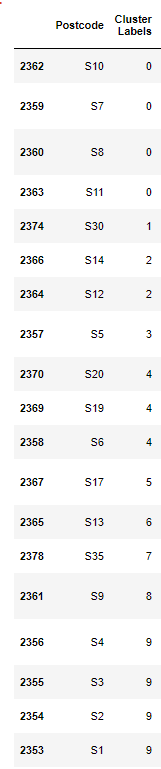 Postcode Cluster Labels
2362 S10 0
2359 S7 0
2360 S8 0
2363 S11 0
2374 S30 1
2366 S14 2
2364 S12 2
2357 S5 3
2370 S20 4
2369 S19 4
2358 S6 4
2367 S17 5
2365 S13 6
2378 S35 7
2361 S9 8
2356 S4 9
2355 S3 9
2354 S2 9
2353 S1 9